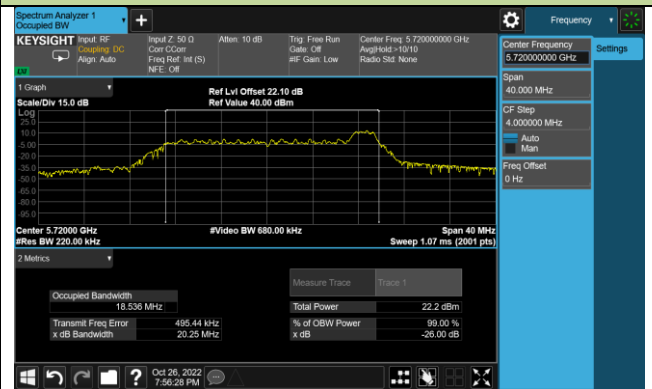 Spectrum Analyzer 1
Occupied BW
Frequency
KEYSIGHT
Input: RF
Coupling: DC
Align: Auto
Input Z: 50 Ω
Corr CCorr
Freq Ref: Int (S)
NFE: Off
Atten: 10 dB
Trig: Free Run
Gate: Off
#IF Gain: Low
Center Freq: 5.720000000 GHz
Avg|Hold:>10/10
Radio Std: None
Center Frequency
5.720000000 GHz
Settings
Span
40.000 MHz
CF Step
4.000000 MHz
Auto
Man
Freq Offset
0 Hz
1 Graph
Scale/Div 15.0 dB
Ref Lvl Offset 22.10 dB
Ref Value 40.00 dBm
Log
25.0
10.0
-5.00
-20.0
-35.0
-50.0
-65.0
-80.0
-95.0
Center 5.72000 GHz
#Res BW 220.00 kHz
#Video BW 680.00 kHz
Span 40 MHz
Sweep 1.07 ms (2001 pts)
2 Metrics
Measure Trace
Trace 1
Occupied Bandwidth
18.536 MHz
Total Power
22.2 dBm
Transmit Freq Error
495.44 kHz
% of OBW Power
99.00 %
x dB Bandwidth
20.25 MHz
x dB
-26.00 dB
?
Oct 26, 2022
7:56:28 PM